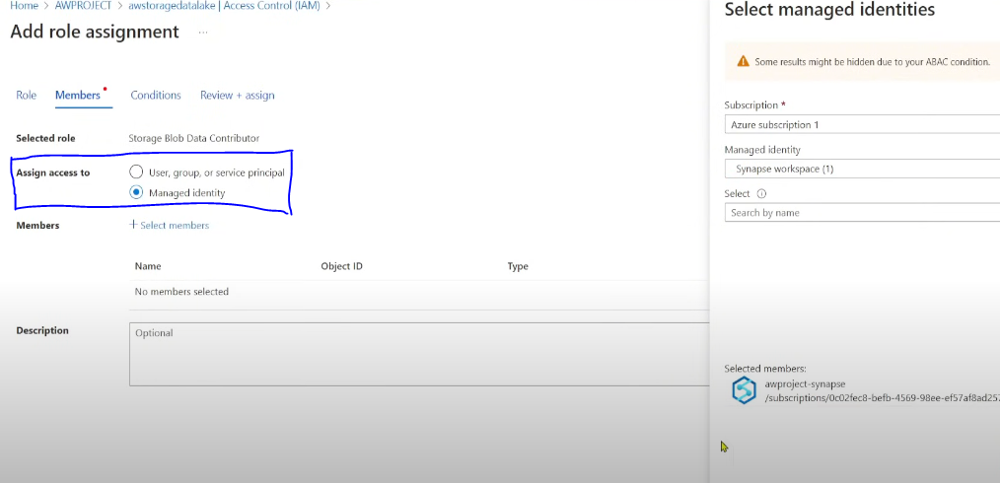 Home > AWPROJECT > awstoragedatalake | Access Control (IAM) >
Add role assignment ...
Role Members Conditions Review + assign
Selected role Storage Blob Data Contributor
Assign access to User, group, or service principal
Managed identity
Members + Select members
Name Object ID Type
No members selected
Description Optional
Select managed identities
Some results might be hidden due to your ABAC condition.
Subscription *
Azure subscription 1
Managed identity
Synapse workspace (1)
Select
Search by name
Selected members:
awproject-synapse
/subscriptions/0c02fec8-befb-4569-98ee-ef57af8ad257